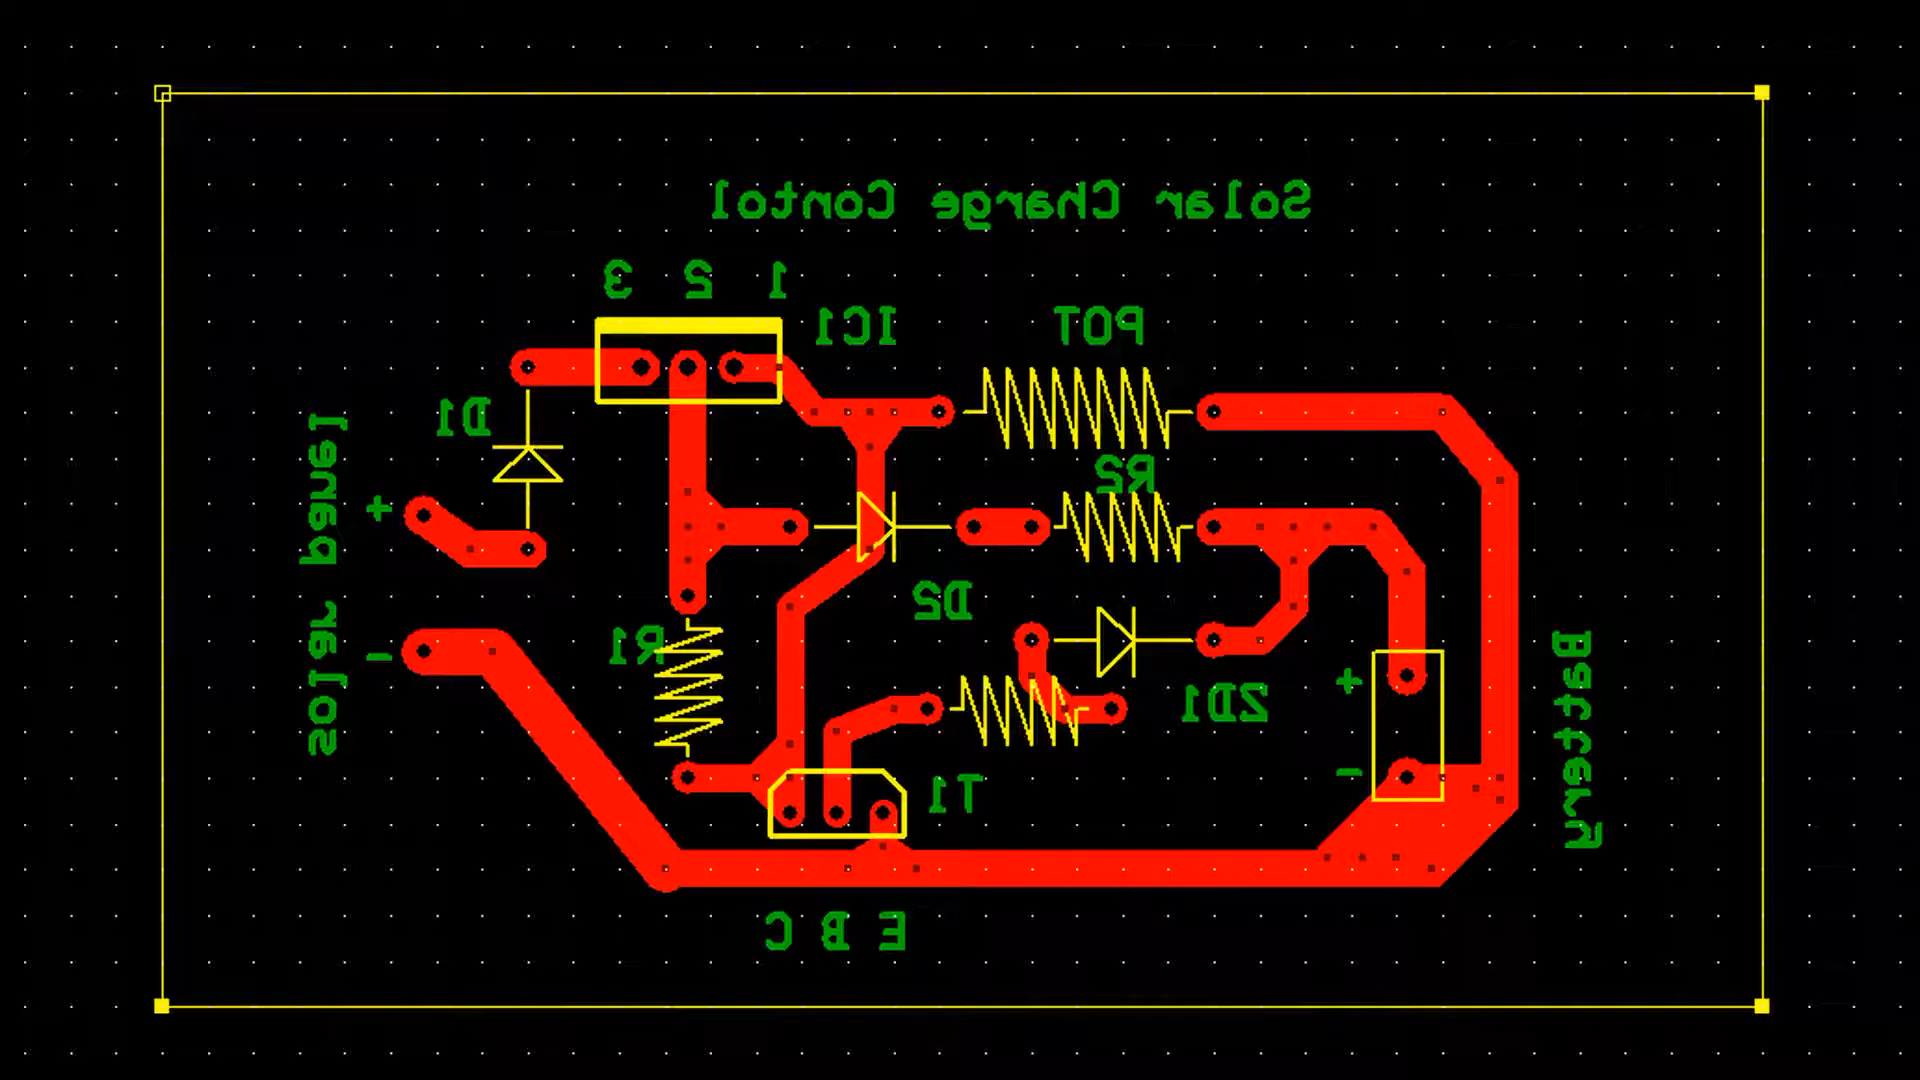 Solar Charge Contol
3 2 1
IC1
POT
D1
Solar panel
+
-
R2
D2
R1
ZD1
+
-
Battery
T1
C B E